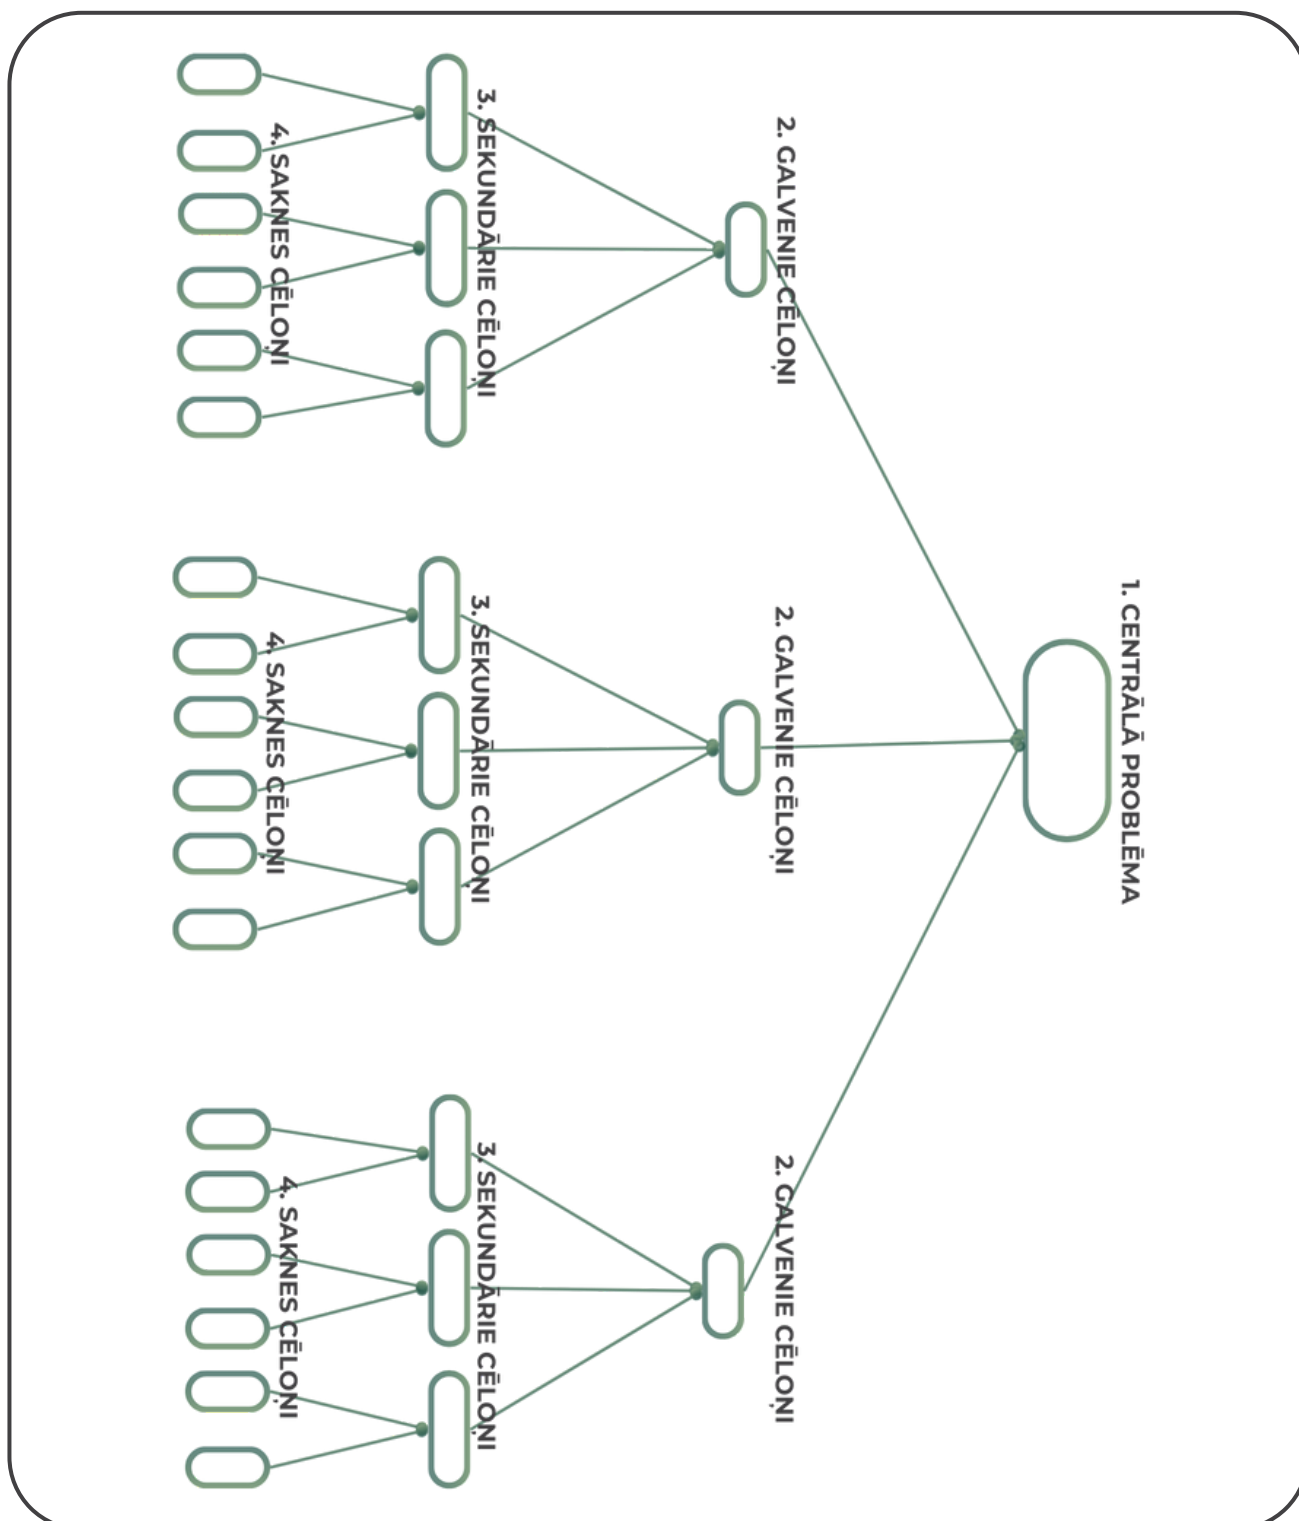 1. CENTRĀLĀ PROBLĒMA
2. GALVENIE CĒLOŅI
2. GALVENIE CĒLOŅI
2. GALVENIE CĒLOŅI
3. SEKUNDĀRIE CĒLOŅI
3. SEKUNDĀRIE CĒLOŅI
3. SEKUNDĀRIE CĒLOŅI
4. SAKNES CĒLOŅI
4. SAKNES CĒLOŅI
4. SAKNES CĒLOŅI